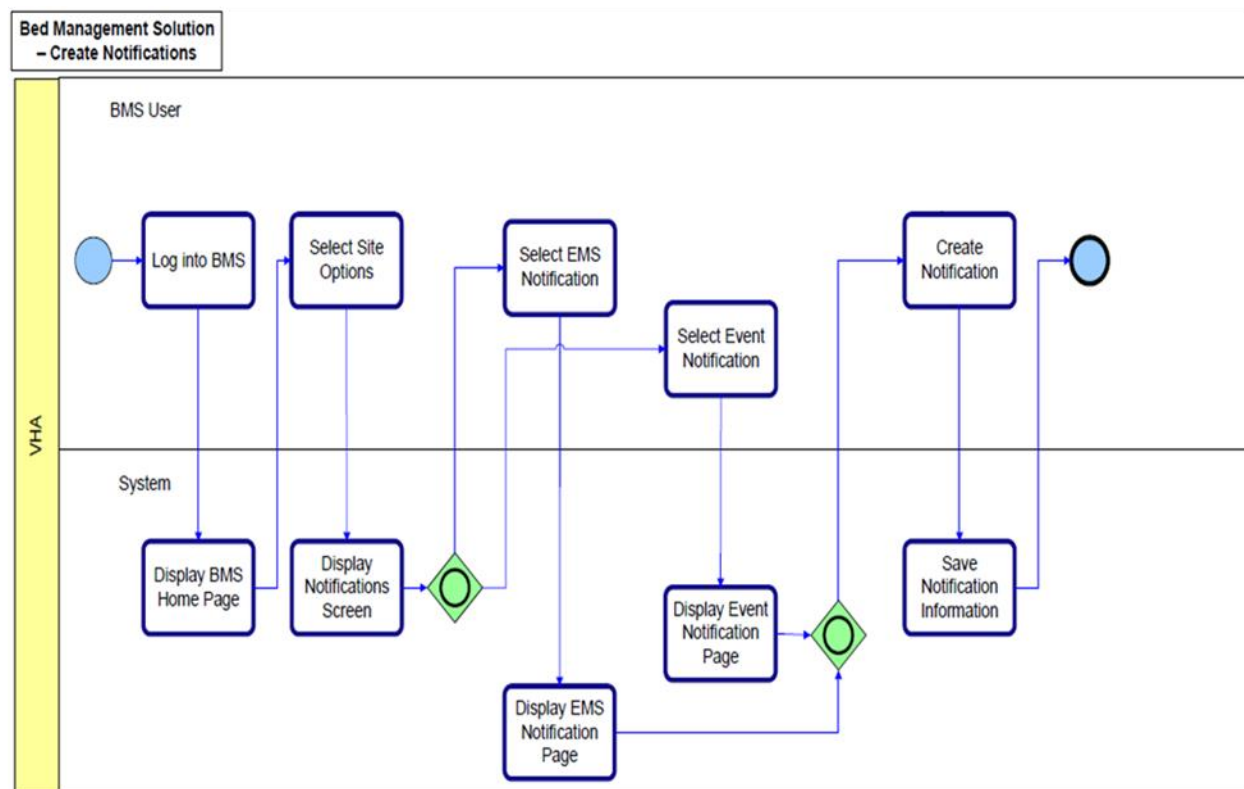 Bed Management Solution
– Create Notifications
VHA
BMS User
Log into BMS
Select Site
Options
Select EMS
Notification
Select Event
Notification
Create
Notification
System
Display BMS
Home Page
Display
Notifications
Screen
Display Event
Notification
Page
Display EMS
Notification
Page
Save
Notification
Information